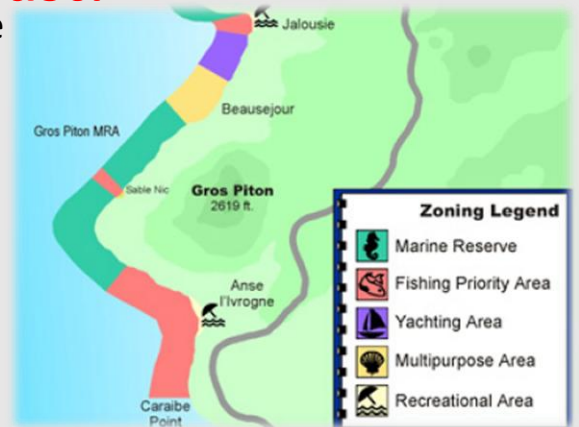 Jalousie
Beausejour
Gros Piton MRA
Sable Nic
Gros Piton
2619 ft.
Anse
l'Ivrogne
Caraibe
Point
Zoning Legend
Marine Reserve
Fishing Priority Area
Yachting Area
Multipurpose Area
Recreational Area